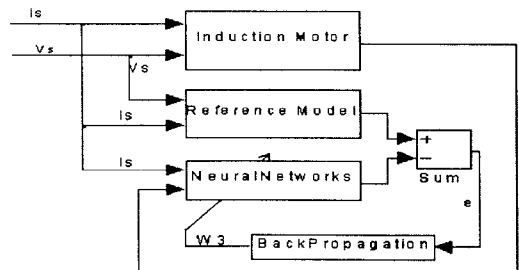 Is
Induction Motor
Vs
Vs
Reference Model
Is
+
−
Is
NeuralNetworks
Sum
e
W3
BackPropagation